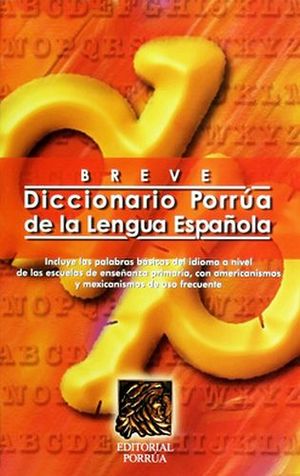 BREVE
Diccionario Porrúa
de la Lengua Española
Incluye las palabras básicas del idioma a nivel
de las escuelas de enseñanza primaria, con americanismos
y mexicanismos de uso frecuente
EDITORIAL
PORRÚA